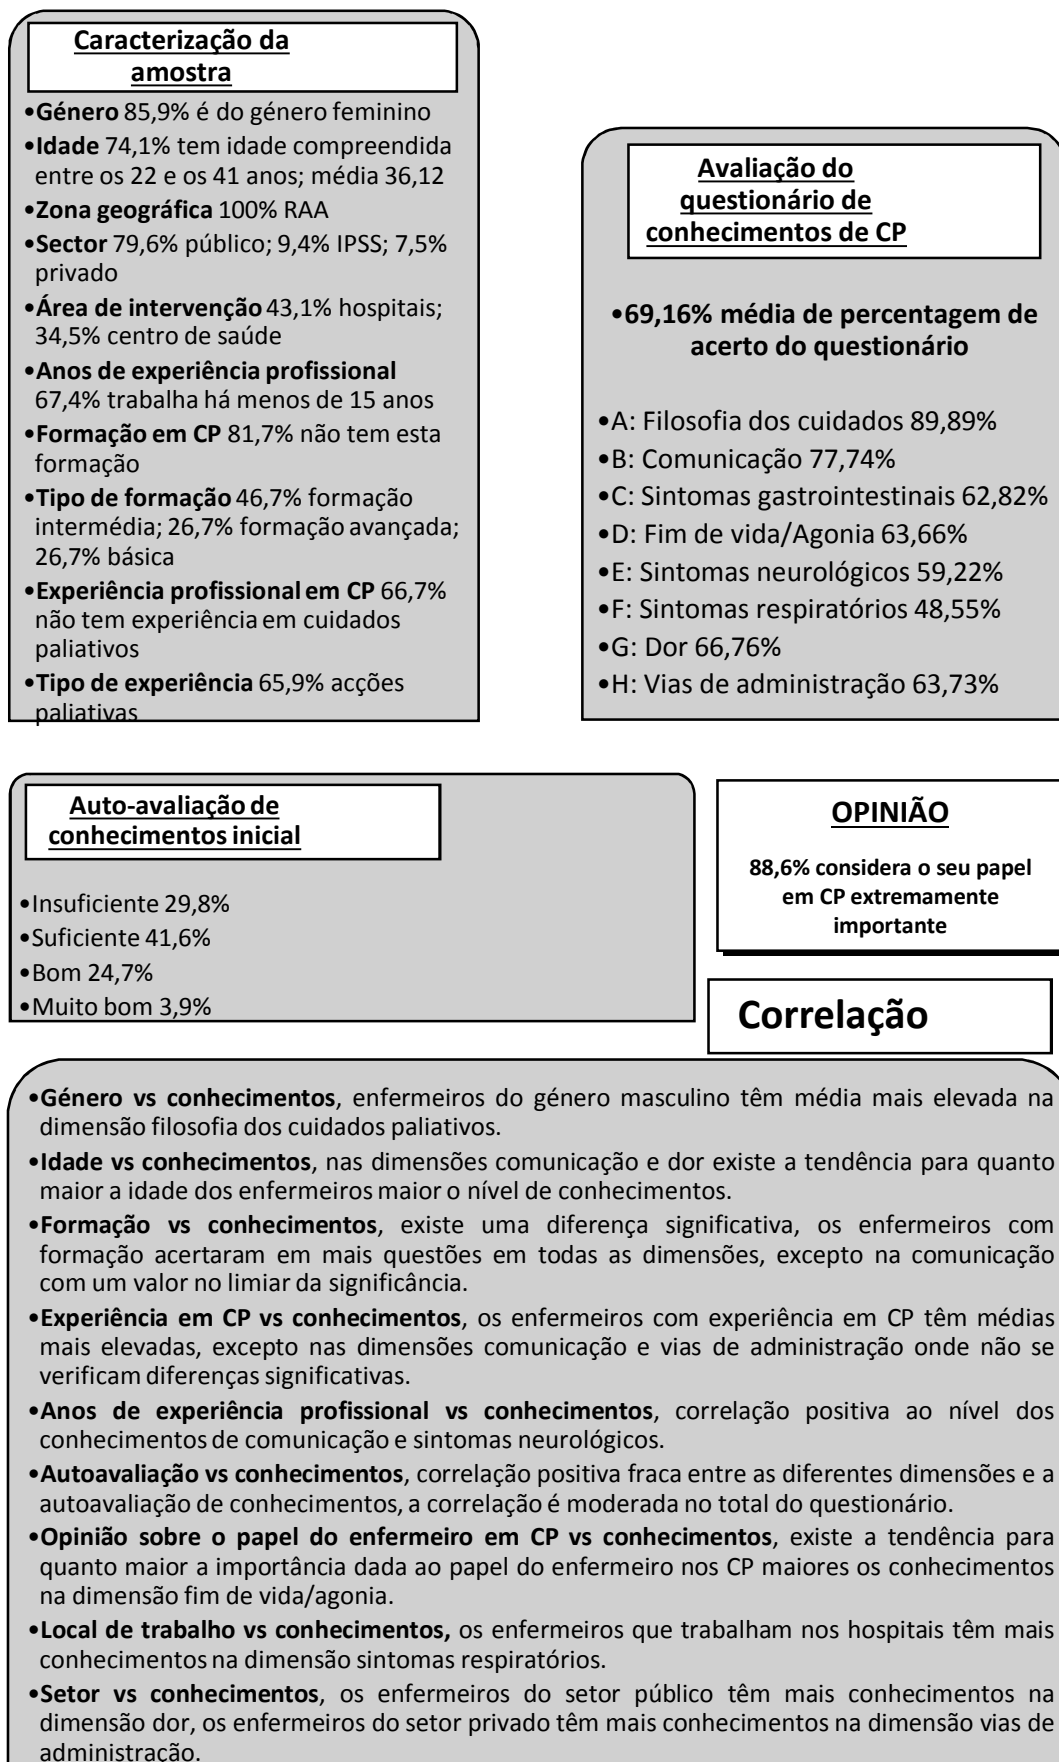 Caracterização da
amostra
•Género 85,9% é do género feminino
•Idade 74,1% tem idade compreendida
entre os 22 e os 41 anos; média 36,12
•Zona geográfica 100% RAA
•Sector 79,6% público; 9,4% IPSS; 7,5%
privado
•Área de intervenção 43,1% hospitais;
34,5% centro de saúde
•Anos de experiência profissional
67,4% trabalha há menos de 15 anos
•Formação em CP 81,7% não tem esta
formação
•Tipo de formação 46,7% formação
intermédia; 26,7% formação avançada;
26,7% básica
•Experiência profissional em CP 66,7%
não tem experiência em cuidados
paliativos
•Tipo de experiência 65,9% acções
paliativas
Avaliação do
questionário de
conhecimentos de CP
•69,16% média de percentagem de
acerto do questionário
•A: Filosofia dos cuidados 89,89%
•B: Comunicação 77,74%
•C: Sintomas gastrointestinais 62,82%
•D: Fim de vida/Agonia 63,66%
•E: Sintomas neurológicos 59,22%
•F: Sintomas respiratórios 48,55%
•G: Dor 66,76%
•H: Vias de administração 63,73%
Auto-avaliação de
conhecimentos inicial
•Insuficiente 29,8%
•Suficiente 41,6%
•Bom 24,7%
•Muito bom 3,9%
OPINIÃO
88,6% considera o seu papel
em CP extremamente
importante
Correlação
•Género vs conhecimentos, enfermeiros do género masculino têm média mais elevada na
dimensão filosofia dos cuidados paliativos.
•Idade vs conhecimentos, nas dimensões comunicação e dor existe a tendência para quanto
maior a idade dos enfermeiros maior o nível de conhecimentos.
•Formação vs conhecimentos, existe uma diferença significativa, os enfermeiros com
formação acertaram em mais questões em todas as dimensões, excepto na comunicação
com um valor no limiar da significância.
•Experiência em CP vs conhecimentos, os enfermeiros com experiência em CP têm médias
mais elevadas, excepto nas dimensões comunicação e vias de administração onde não se
verificam diferenças significativas.
•Anos de experiência profissional vs conhecimentos, correlação positiva ao nível dos
conhecimentos de comunicação e sintomas neurológicos.
•Autoavaliação vs conhecimentos, correlação positiva fraca entre as diferentes dimensões e a
autoavaliação de conhecimentos, a correlação é moderada no total do questionário.
•Opinião sobre o papel do enfermeiro em CP vs conhecimentos, existe a tendência para
quanto maior a importância dada ao papel do enfermeiro nos CP maiores os conhecimentos
na dimensão fim de vida/agonia.
•Local de trabalho vs conhecimentos, os enfermeiros que trabalham nos hospitais têm mais
conhecimentos na dimensão sintomas respiratórios.
•Setor vs conhecimentos, os enfermeiros do setor público têm mais conhecimentos na
dimensão dor, os enfermeiros do setor privado têm mais conhecimentos na dimensão vias de
administração.